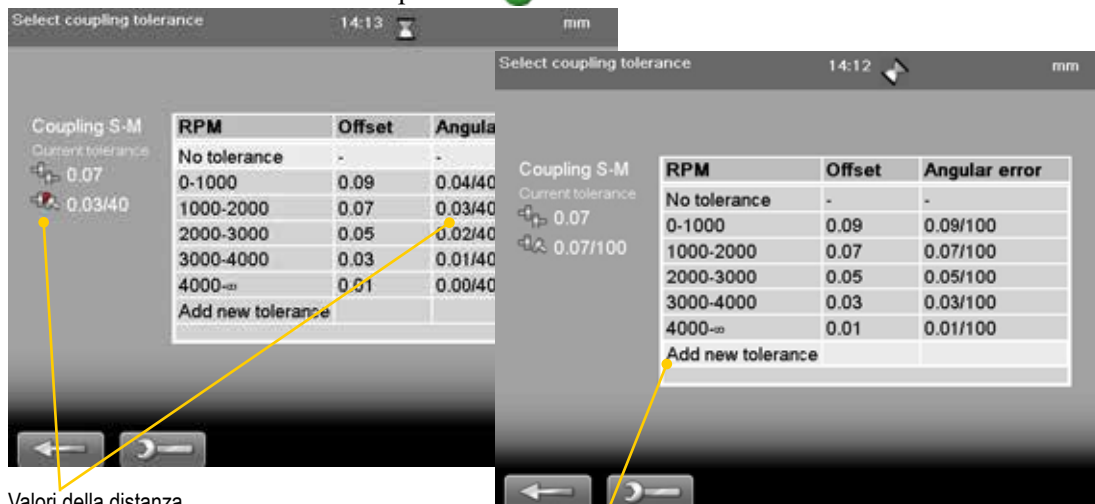 Select coupling tolerance 14:13 mm
Coupling S-M
Current tolerance
0.07
0.03/40
RPM Offset Angula
No tolerance - -
0-1000 0.09 0.04/40
1000-2000 0.07 0.03/40
2000-3000 0.05 0.02/40
3000-4000 0.03 0.01/40
4000-∞ 0.01 0.00/40
Add new tolerance
Valori della distanza
Select coupling tolerance 14:12 mm
Coupling S-M
Current tolerance
0.07
0.07/100
RPM Offset Angular error
No tolerance - -
0-1000 0.09 0.09/100
1000-2000 0.07 0.07/100
2000-3000 0.05 0.05/100
3000-4000 0.03 0.03/100
4000-∞ 0.01 0.01/100
Add new tolerance